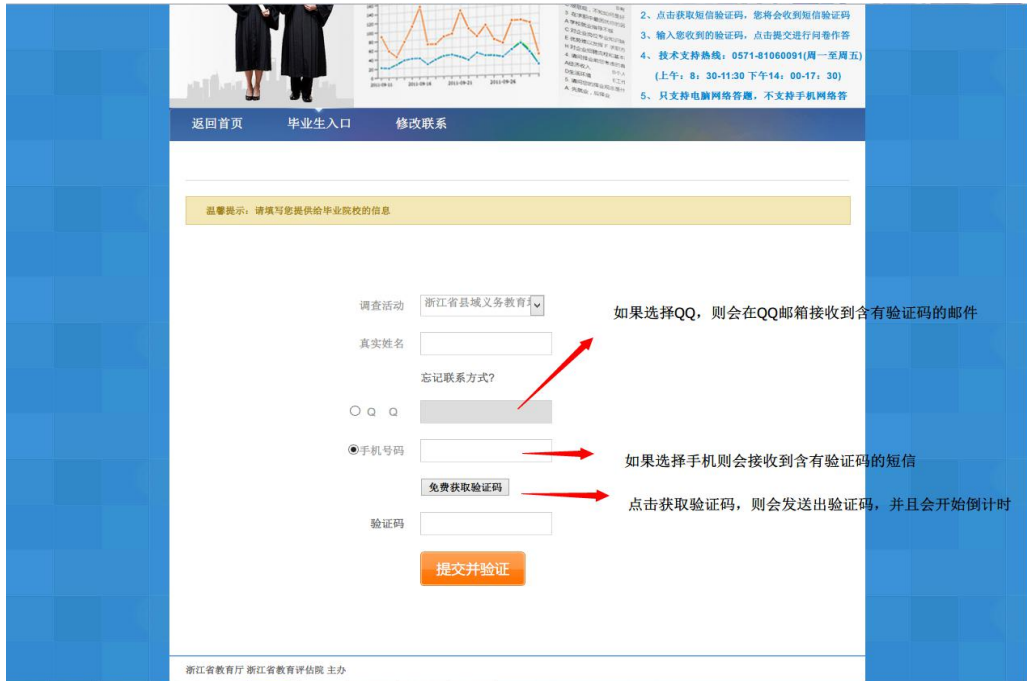 2、点击获取短信验证码，您将会收到短信验证码
3、输入您收到的验证码，点击提交进行问卷作答
4、技术支持热线：0571-81060091(周一至周五)
(上午：8：30-11:30 下午14：00-17：30)
5、只支持电脑网络答题，不支持手机网络答
2011-09-11
2011-09-16
2011-09-21
2011-09-26
返回首页 毕业生入口 修改联系
温馨提示：请填写您提供给毕业院校的信息
调查活动 浙江省县域义务教育
如果选择QQ，则会在QQ邮箱接收到含有验证码的邮件
真实姓名
忘记联系方式?
Q Q
手机号码
如果选择手机则会接收到含有验证码的短信
免费获取验证码
点击获取验证码，则会发送出验证码，并且会开始倒计时
验证码
提交并验证
浙江省教育厅 浙江省教育评估院 主办